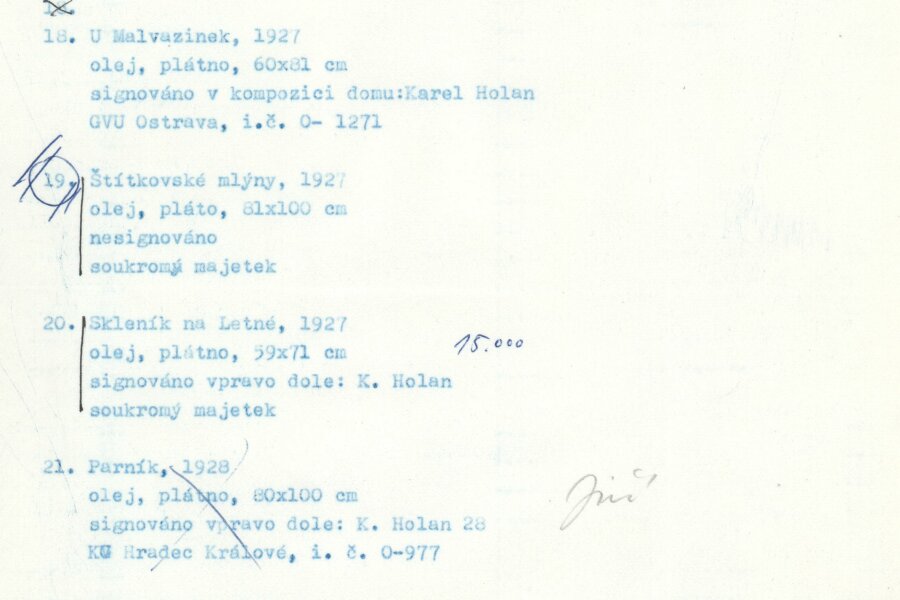 18. U Malvazinek, 1927
olej, plátno, 60x81 cm
signováno v kompozici domu:Karel Holan
GVU Ostrava, i.č. O- 1271
19. Štítkovské mlýny, 1927
olej, pláto, 81x100 cm
nesignováno
soukromý majetek
20. Skleník na Letné, 1927
olej, plátno, 59x71 cm
15.000
signováno vpravo dole: K. Holan
soukromý majetek
21. Parník, 1928
olej, plátno, 80x100 cm
signováno vpravo dole: K. Holan 28
KG Hradec Králové, i. č. O-977